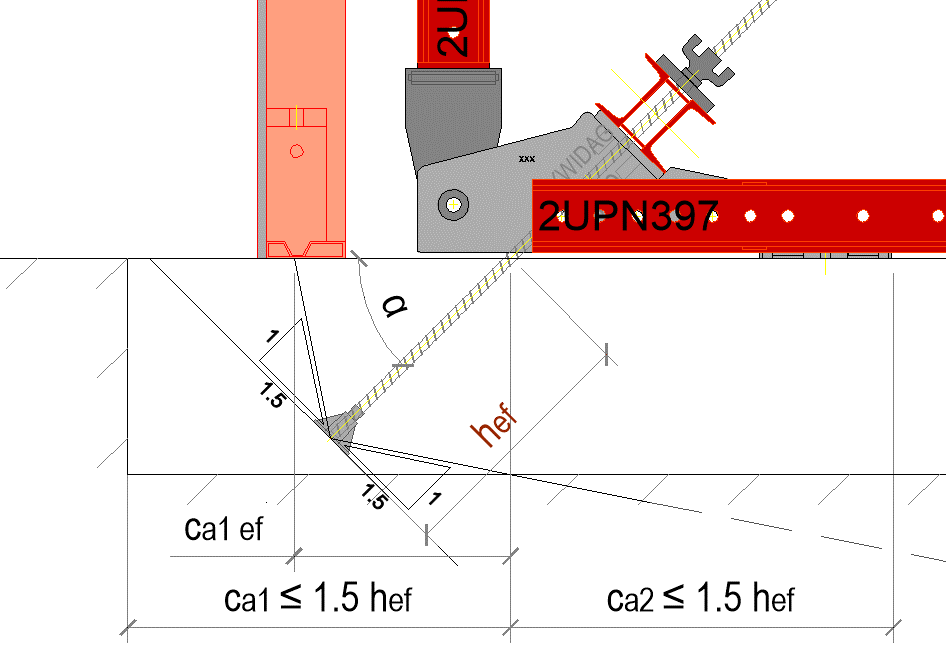 2U
xxx
YWIDAG
2UPN397
α
1
1.5
hef
1.5
1
ca1 ef
ca1 ≤ 1.5 hef
ca2 ≤ 1.5 hef